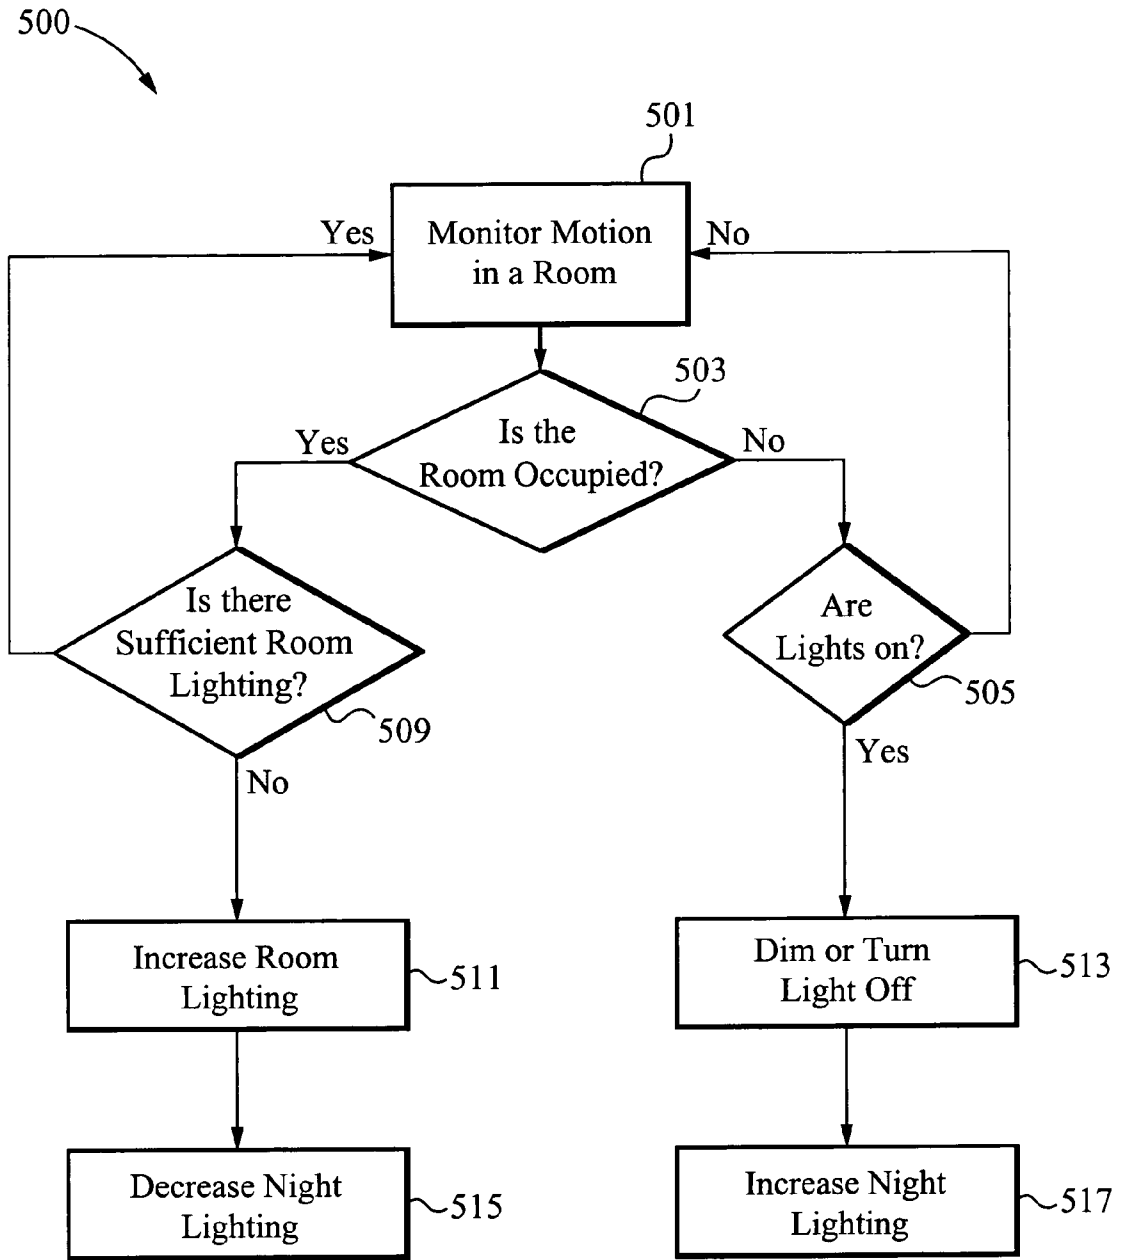 500
501
Yes
Monitor Motion
in a Room
No
503
Yes
Is the
Room Occupied?
No
Is there
Sufficient Room
Lighting?
509
Are
Lights on?
505
No
Yes
Increase Room
Lighting
511
Dim or Turn
Light Off
513
Decrease Night
Lighting
515
Increase Night
Lighting
517